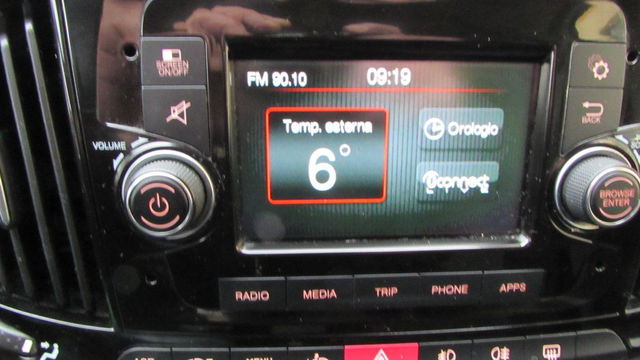 SCREEN
ON/OFF
FM 90.10
09:19
Temp. esterna
6°
Orologio
Uconnect
BACK
VOLUME
BROWSE
ENTER
RADIO
MEDIA
TRIP
PHONE
APPS